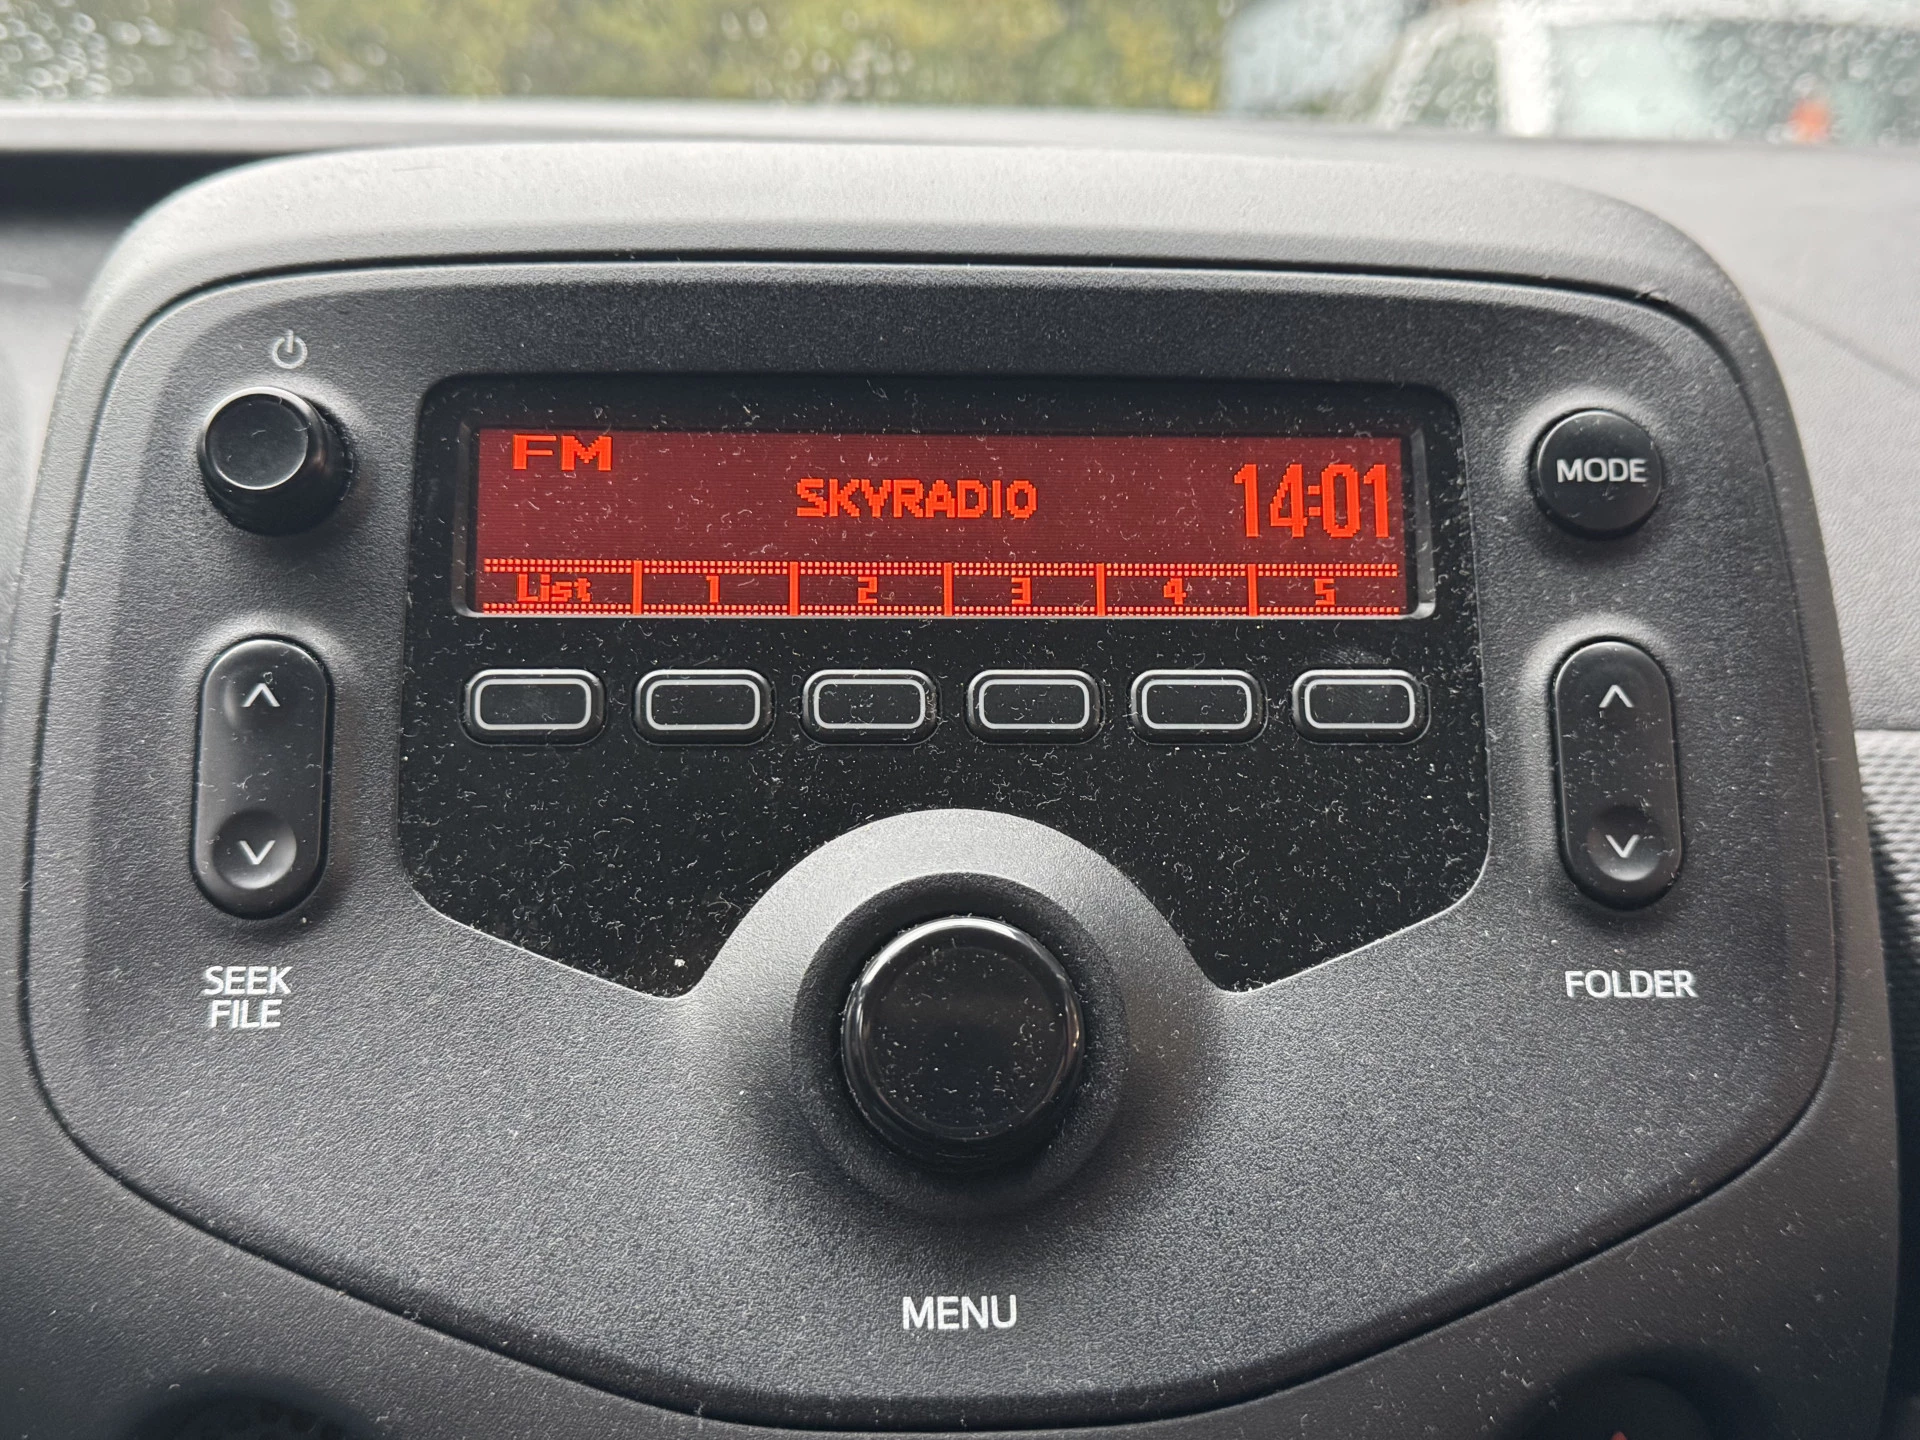 FM
SKYRADIO
14:01
List 1 2 3 4 5
MODE
SEEK
FILE
FOLDER
MENU